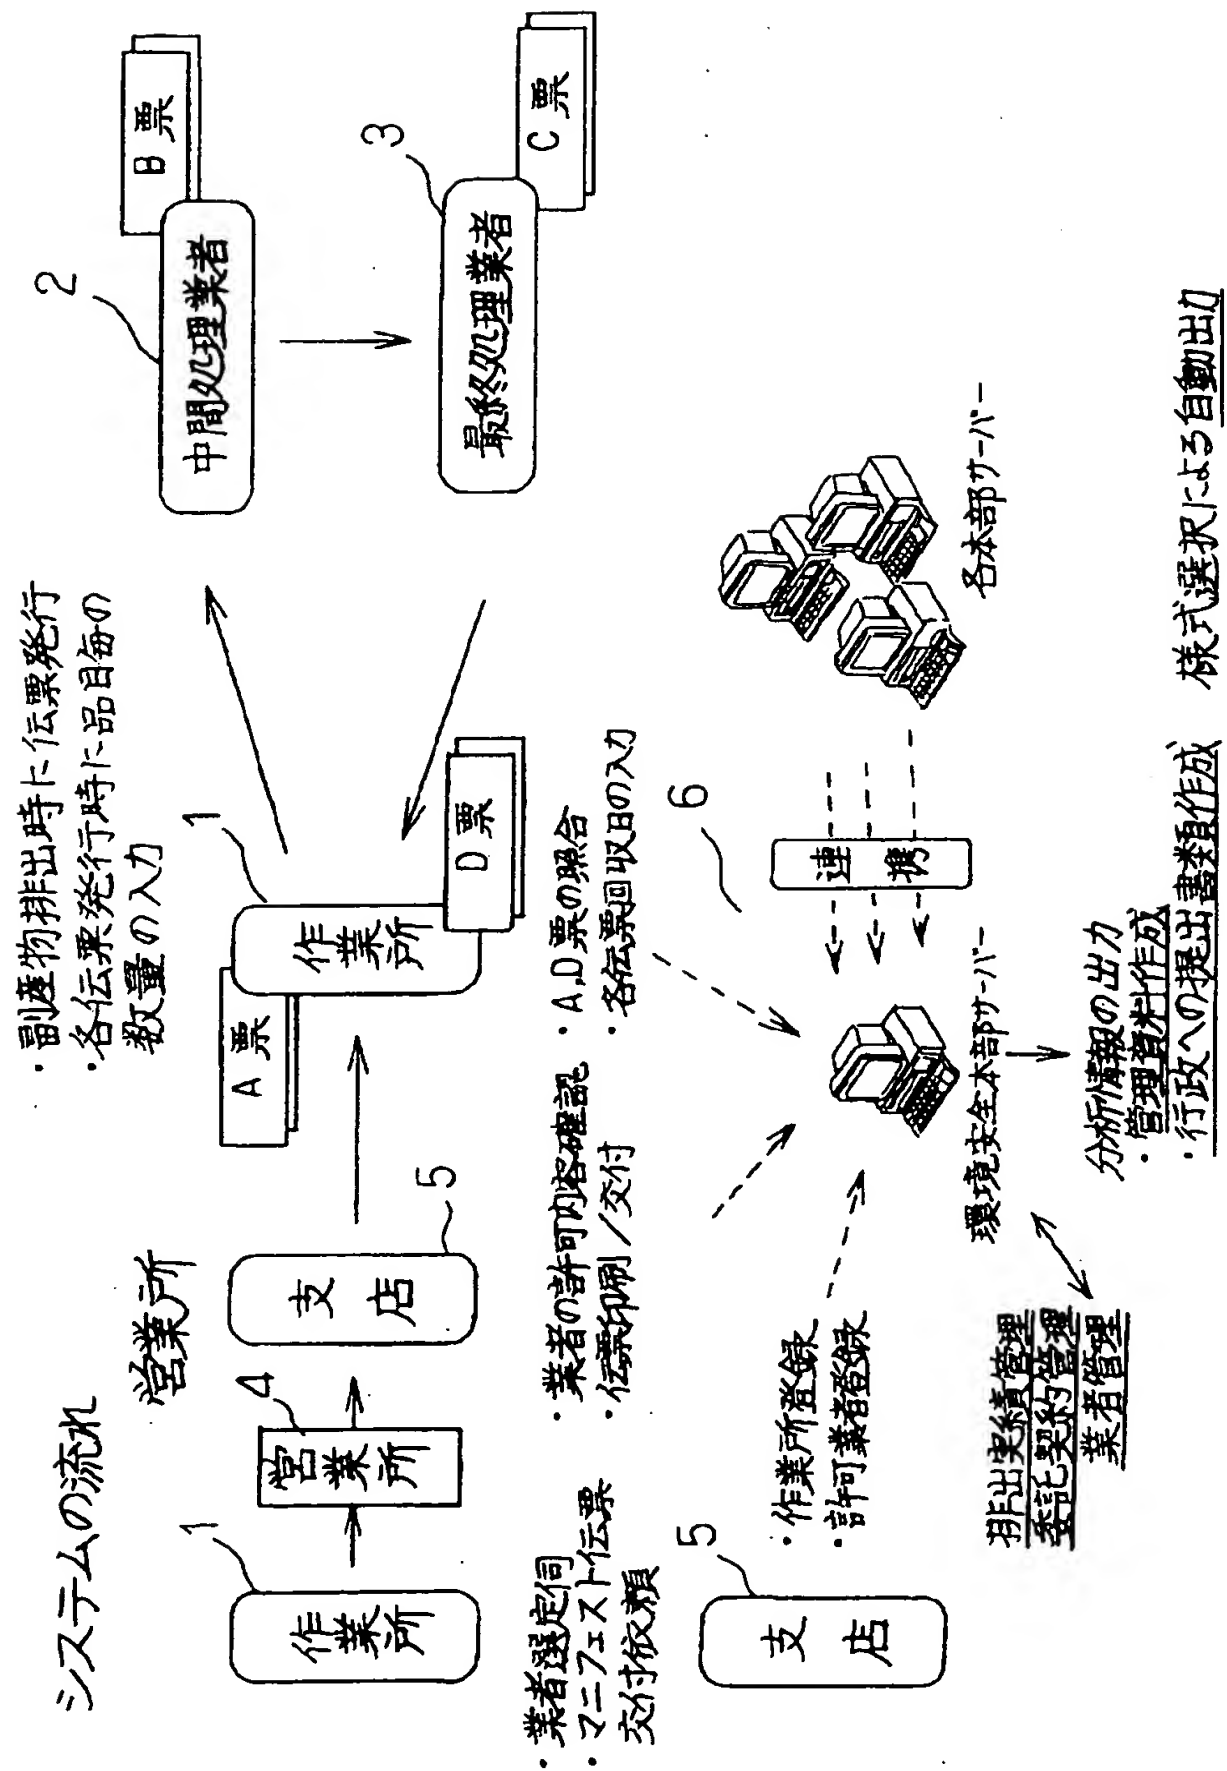 システムの流れ
営業所
・副産物排出時に伝票発行
・各伝票発行時に品目毎の
数量の入力
1
作業所
4
営業所
5
支店
A票
1
作業所
D票
2
中間処理業者
B票
3
最終処理業者
C票
・業者選定伺
・マニフェスト伝票
交付依頼
・業者の許可内容確認
・伝票印刷/交付
・A,D票の照合
・各伝票回収日の入力
5
支店
・作業所登録
・許可業者登録
6
連携
環境安全本部サーバー
各本部サーバー
排出実績管理
委託契約管理
業者管理
分析情報の出力
・管理資料作成
・行政への提出書類作成
様式選択による自動出力